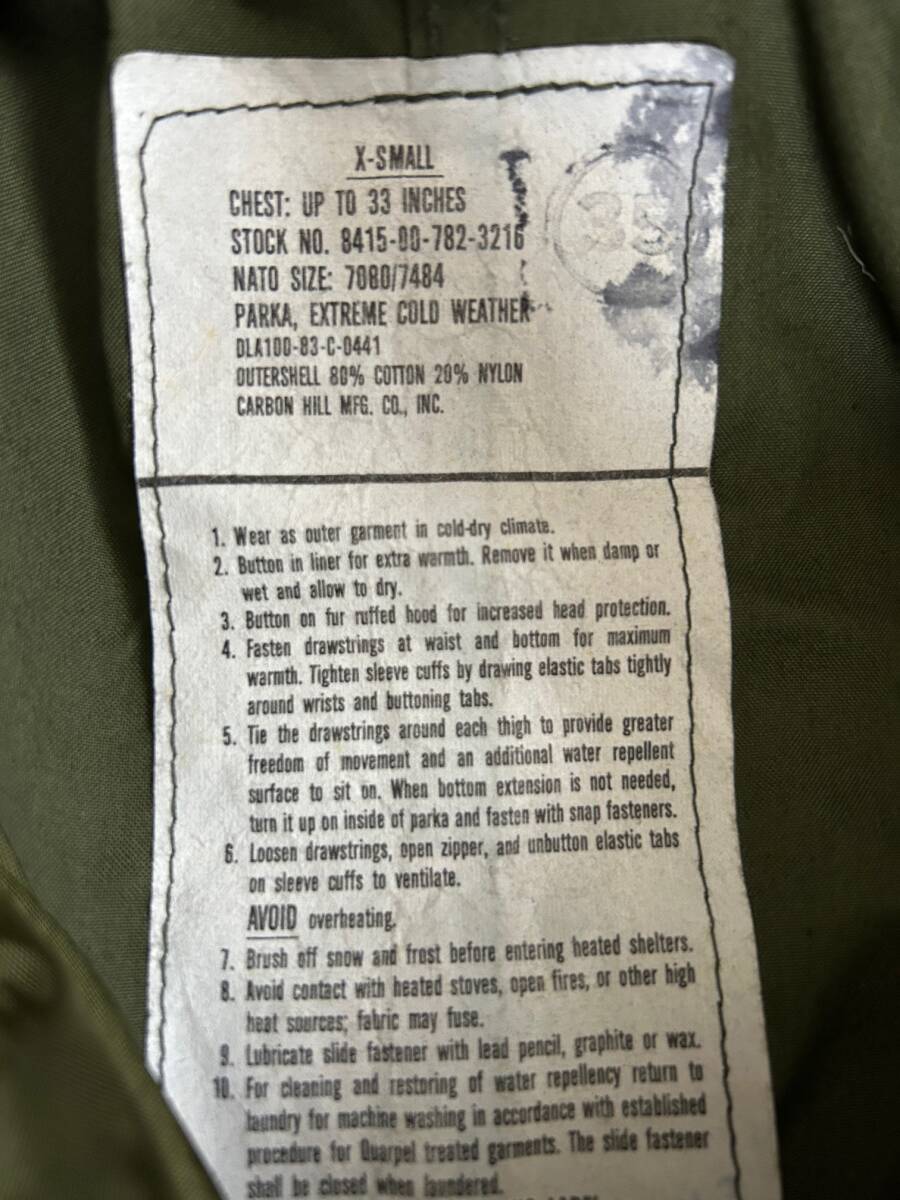 X-SMALL
35
CHEST: UP TO 33 INCHES
STOCK NO. 8415-00-782-3216
NATO SIZE: 7080/7484
PARKA, EXTREME COLD WEATHER
DLA100-83-C-0441
OUTERSHELL 80% COTTON 20% NYLON
CARBON HILL MFG. CO., INC.
1. Wear as outer garment in cold-dry climate.
2. Button in liner for extra warmth. Remove it when damp or
wet and allow to dry.
3. Button on fur ruffed hood for increased head protection.
4. Fasten drawstrings at waist and bottom for maximum
warmth. Tighten sleeve cuffs by drawing elastic tabs tightly
around wrists and buttoning tabs.
5. Tie the drawstrings around each thigh to provide greater
freedom of movement and an additional water repellent
surface to sit on. When bottom extension is not needed,
turn it up on inside of parka and fasten with snap fasteners.
6. Loosen drawstrings, open zipper, and unbutton elastic tabs
on sleeve cuffs to ventilate.
AVOID overheating.
7. Brush off snow and frost before entering heated shelters.
8. Avoid contact with heated stoves, open fires, or other high
heat sources; fabric may fuse.
9. Lubricate slide fastener with lead pencil, graphite or wax.
10. For cleaning and restoring of water repellency return to
laundry for machine washing in accordance with established
procedure for Quarpel treated garments. The slide fastener
shall be closed when laundered.